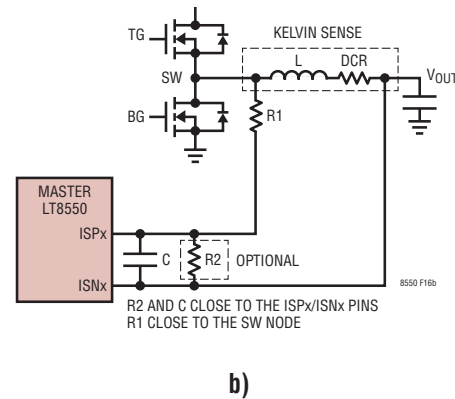 KELVIN SENSE
TG
L
DCR
SW
VOUT
BG
R1
MASTER
LT8550
ISPx
C
R2
OPTIONAL
ISNx
8550 F16b
R2 AND C CLOSE TO THE ISPx/ISNx PINS
R1 CLOSE TO THE SW NODE
b)